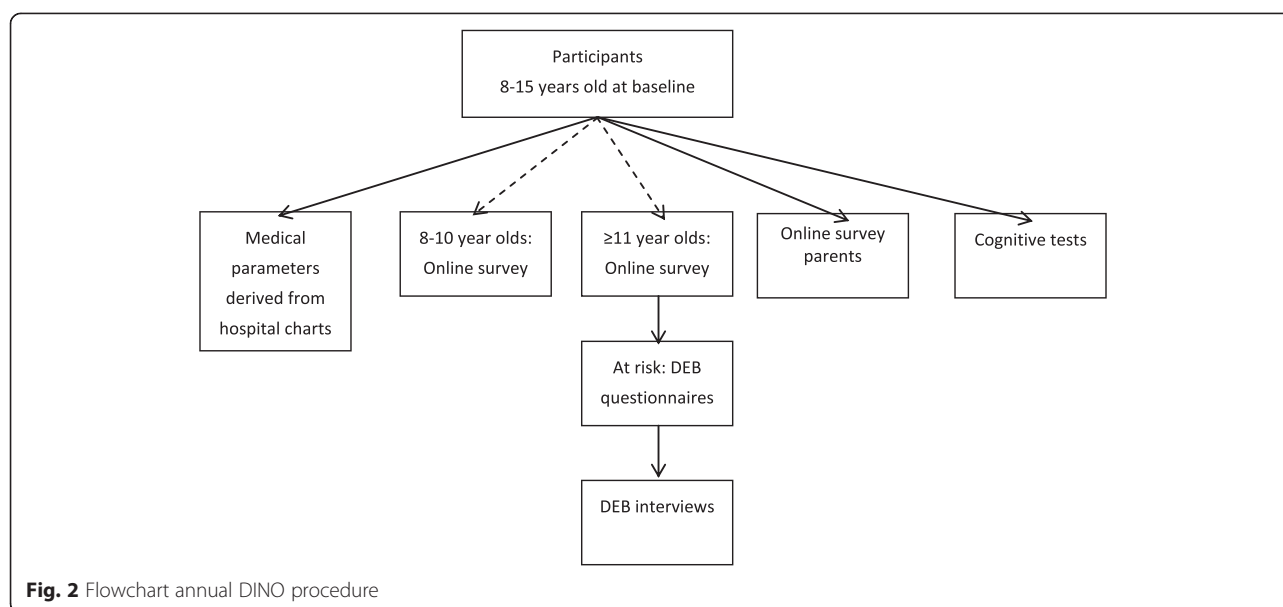 Participants
8-15 years old at baseline
Medical
parameters
derived from
hospital charts
8-10 year olds:
Online survey
≥11 year olds:
Online survey
Online survey
parents
Cognitive tests
At risk: DEB
questionnaires
DEB interviews
Fig. 2 Flowchart annual DINO procedure